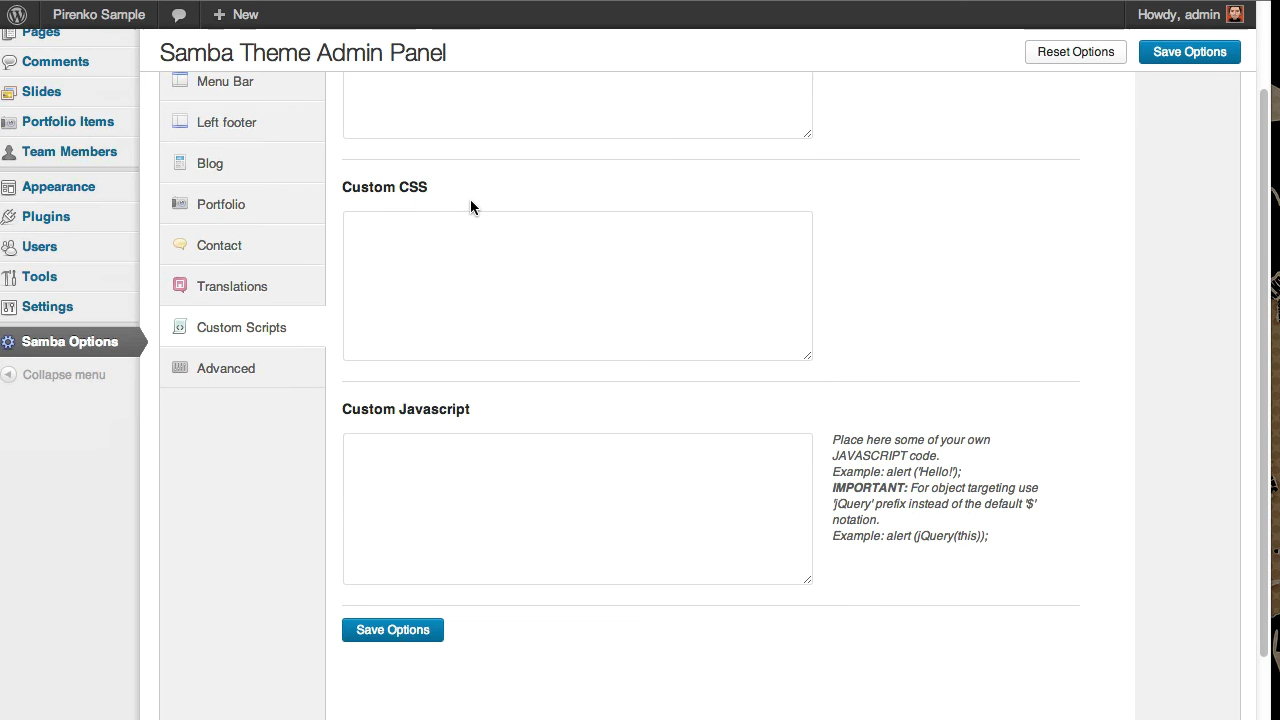 Pirenko Sample
New
Howdy, admin
Pages
Comments
Slides
Portfolio Items
Team Members
Appearance
Plugins
Users
Tools
Settings
Samba Options
Collapse menu
Samba Theme Admin Panel
Reset Options
Save Options
Menu Bar
Left footer
Blog
Portfolio
Contact
Translations
Custom Scripts
Advanced
Custom CSS
Custom Javascript
Place here some of your own
JAVASCRIPT code.
Example: alert ('Hello!');
IMPORTANT: For object targeting use
'jQuery' prefix instead of the default '$'
notation.
Example: alert (jQuery(this));
Save Options